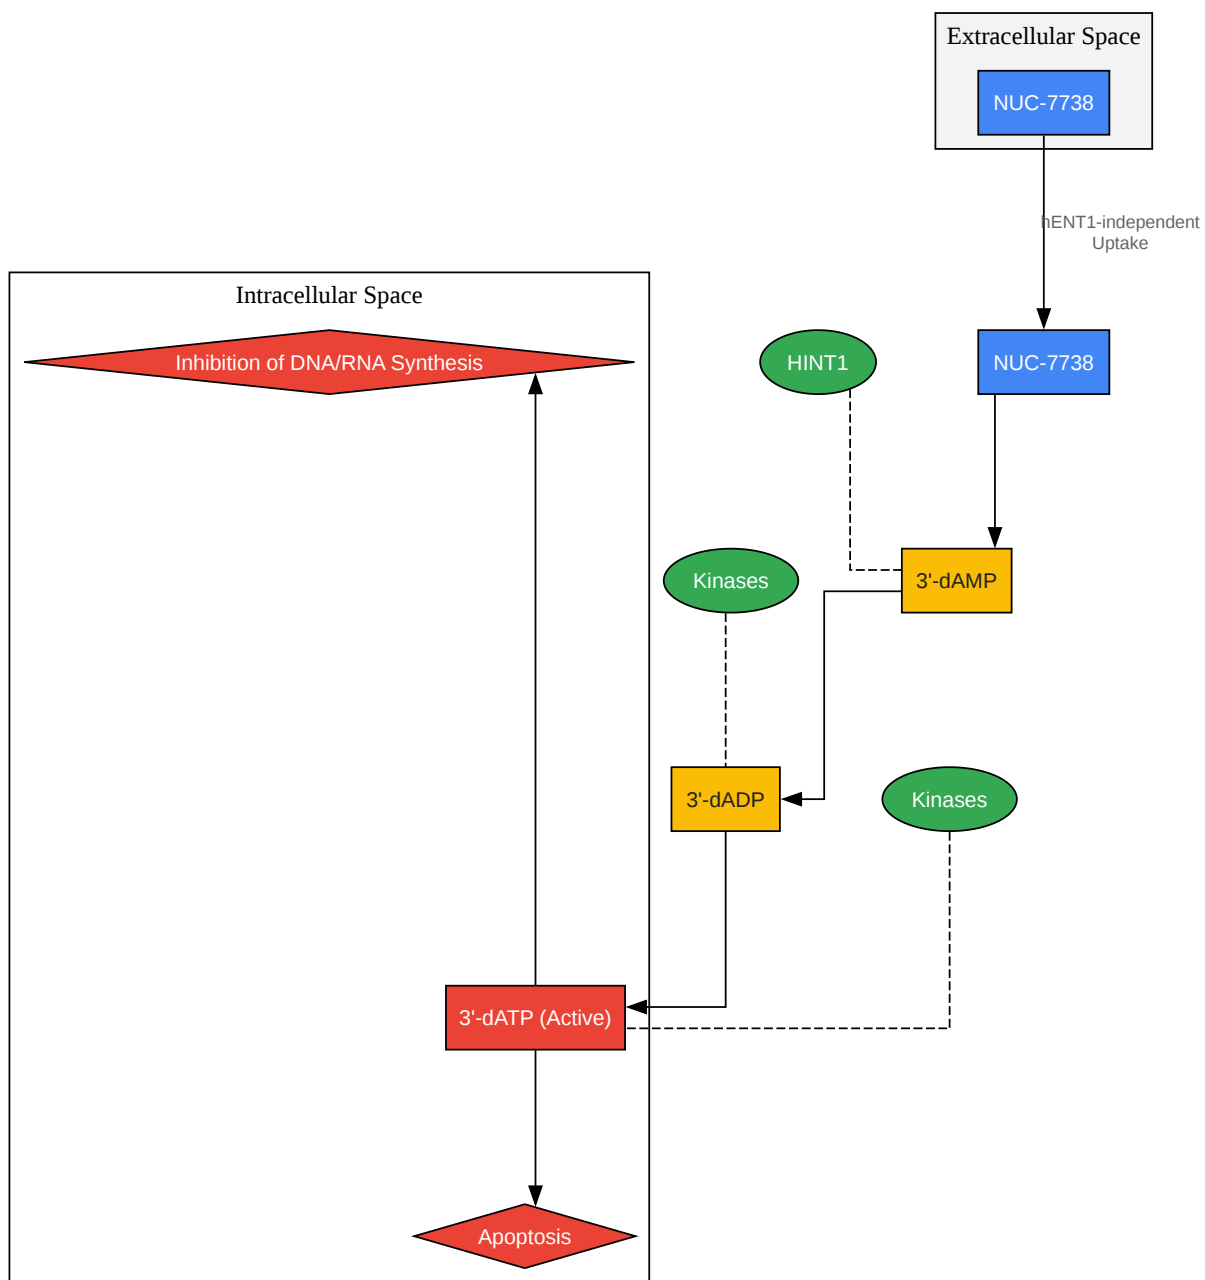 Extracellular Space
NUC-7738
hENT1-independent
Uptake
Intracellular Space
Inhibition of DNA/RNA Synthesis
HINT1
NUC-7738
Kinases
3'-dAMP
3'-dADP
Kinases
3'-dATP (Active)
Apoptosis